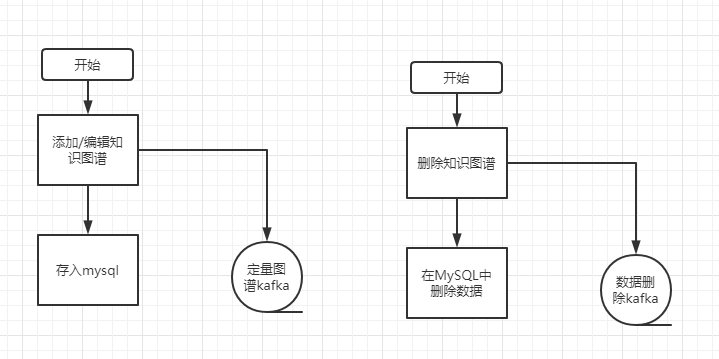 开始
添加/编辑知
识图谱
存入mysql
定量图
谱kafka
开始
删除知识图谱
在MySQL中
删除数据
数据删
除kafka